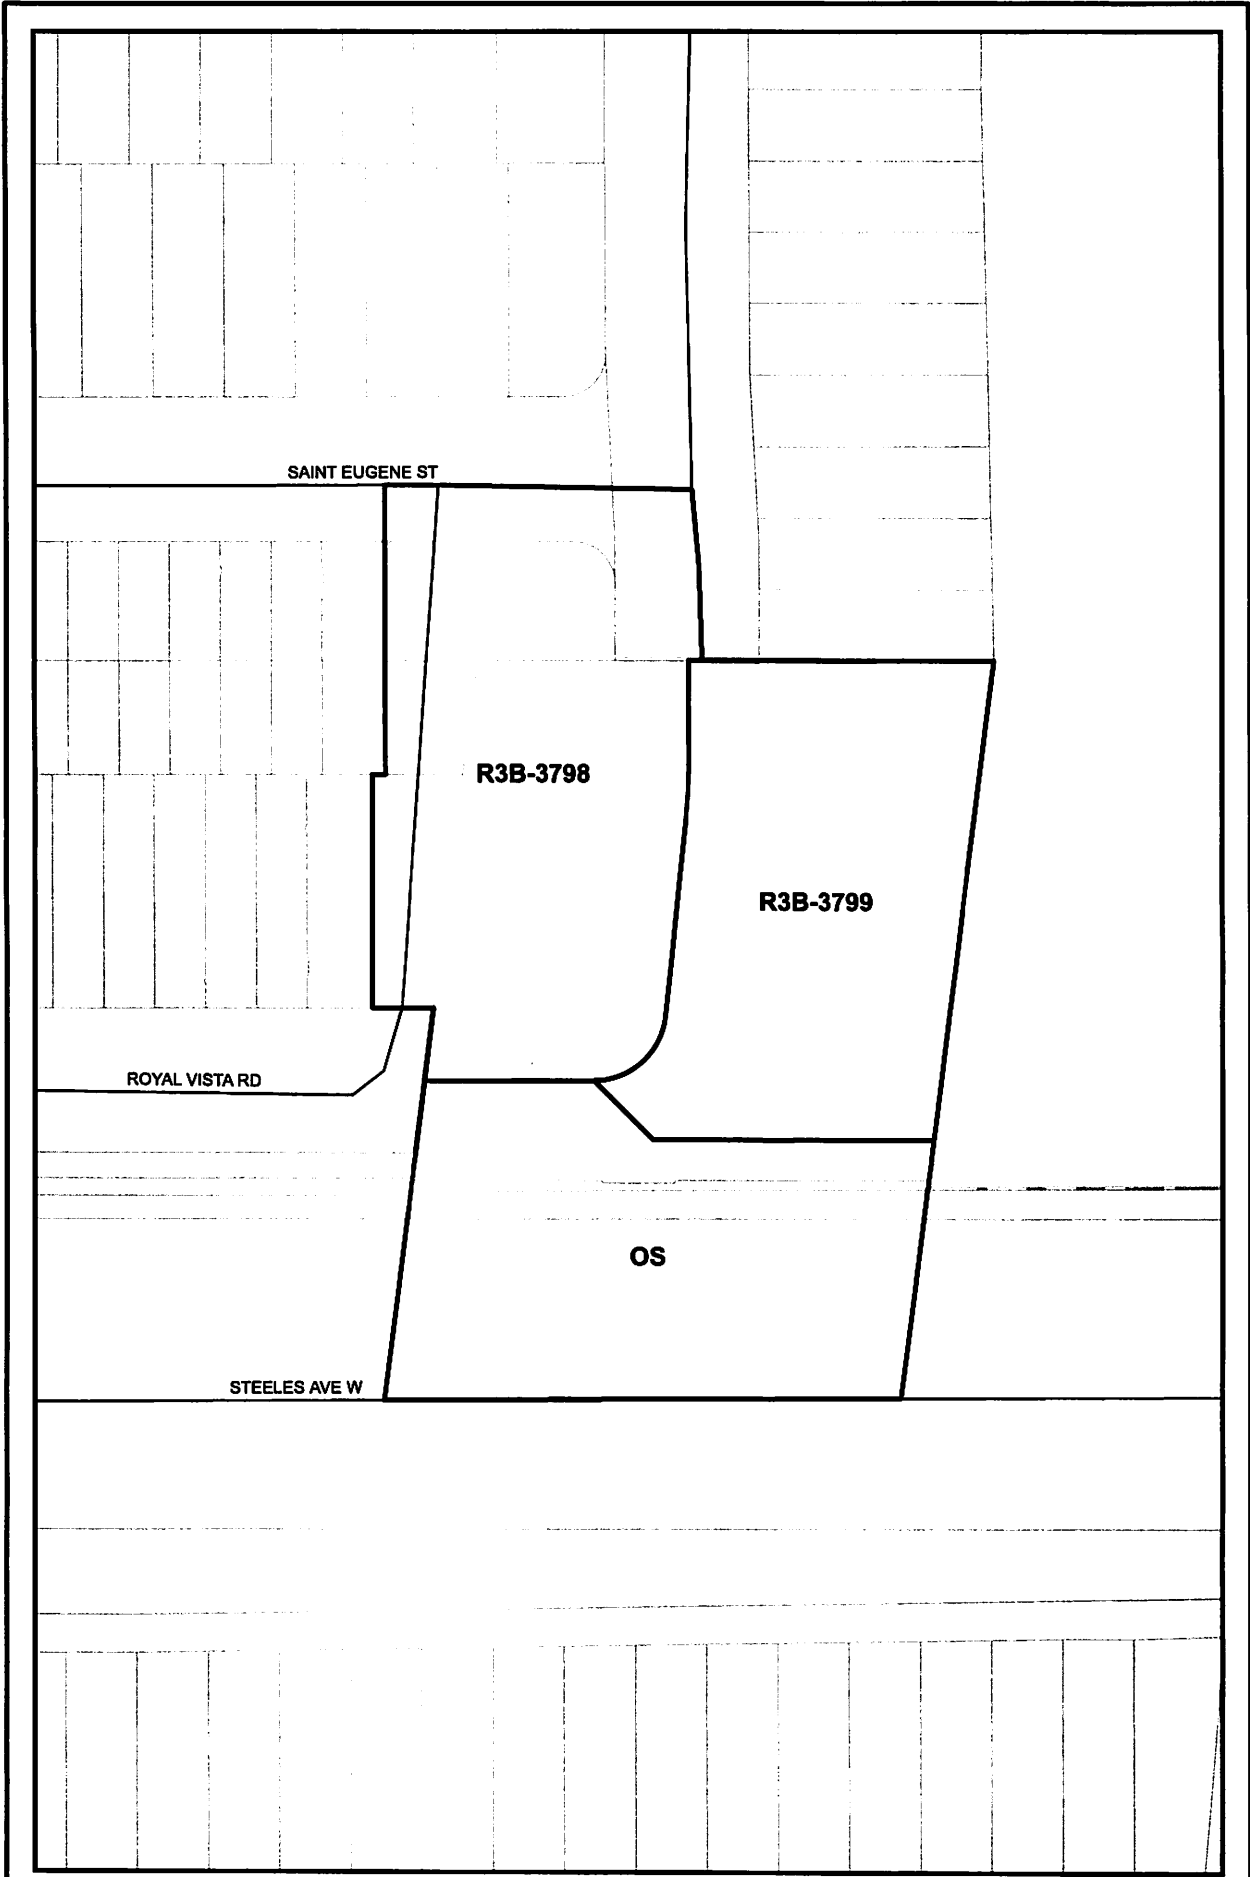 SAINT EUGENE ST
R3B-3798
R3B-3799
ROYAL VISTA RD
OS
STEELES AVE W